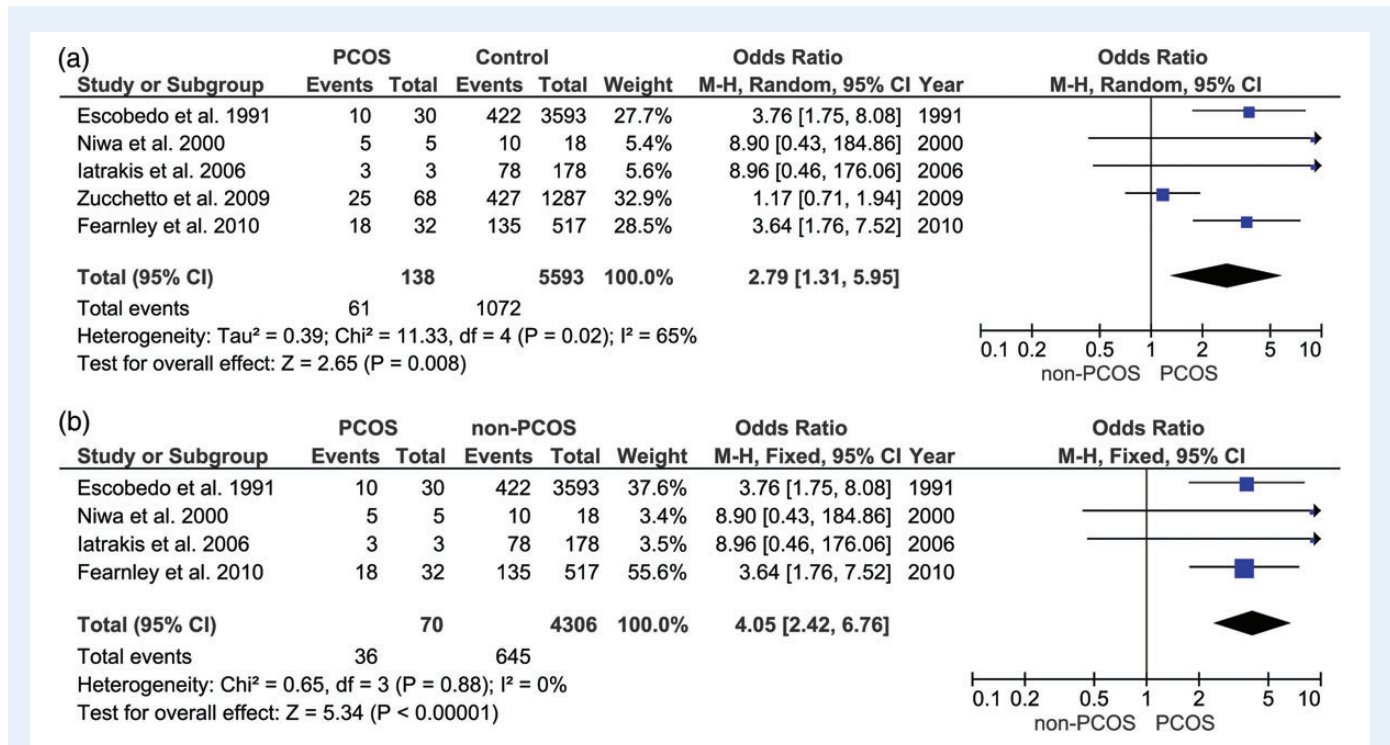 (a)
PCOS Control Odds Ratio Odds Ratio
Study or Subgroup Events Total Events Total Weight M-H, Random, 95% CI Year M-H, Random, 95% CI
Escobedo et al. 1991 10 30 422 3593 27.7% 3.76 [1.75, 8.08] 1991
Niwa et al. 2000 5 5 10 18 5.4% 8.90 [0.43, 184.86] 2000
Iatrakis et al. 2006 3 3 78 178 5.6% 8.96 [0.46, 176.06] 2006
Zucchetto et al. 2009 25 68 427 1287 32.9% 1.17 [0.71, 1.94] 2009
Fearnley et al. 2010 18 32 135 517 28.5% 3.64 [1.76, 7.52] 2010
Total (95% CI) 138 5593 100.0% 2.79 [1.31, 5.95]
Total events 61 1072
Heterogeneity: Tau² = 0.39; Chi² = 11.33, df = 4 (P = 0.02); I² = 65%
Test for overall effect: Z = 2.65 (P = 0.008)
0.1 0.2 0.5 1 2 5 10
non-PCOS PCOS
(b)
PCOS non-PCOS Odds Ratio Odds Ratio
Study or Subgroup Events Total Events Total Weight M-H, Fixed, 95% CI Year M-H, Fixed, 95% CI
Escobedo et al. 1991 10 30 422 3593 37.6% 3.76 [1.75, 8.08] 1991
Niwa et al. 2000 5 5 10 18 3.4% 8.90 [0.43, 184.86] 2000
Iatrakis et al. 2006 3 3 78 178 3.5% 8.96 [0.46, 176.06] 2006
Fearnley et al. 2010 18 32 135 517 55.6% 3.64 [1.76, 7.52] 2010
Total (95% CI) 70 4306 100.0% 4.05 [2.42, 6.76]
Total events 36 645
Heterogeneity: Chi² = 0.65, df = 3 (P = 0.88); I² = 0%
Test for overall effect: Z = 5.34 (P < 0.00001)
0.1 0.2 0.5 1 2 5 10
non-PCOS PCOS